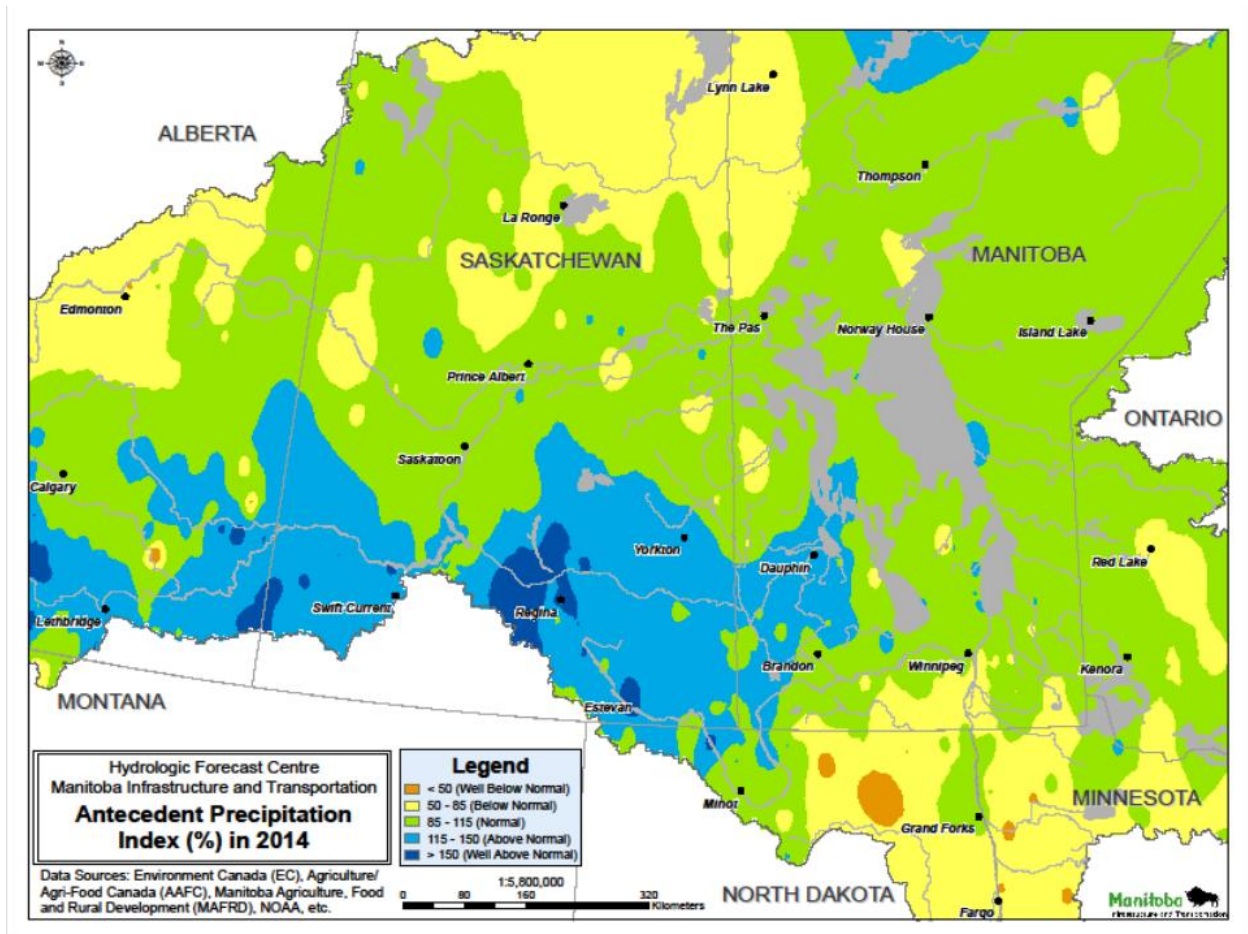 N
W
E
S
Lynn Lake
ALBERTA
Thompson
La Ronge
SASKATCHEWAN
MANITOBA
Edmonton
The Pas
Norway House
Island Lake
Prince Albert
ONTARIO
Saskatoon
Calgary
Yorkton
Dauphin
Red Lake
Swift Current
Regina
Lethbridge
Brandon
Winnipeg
Kenora
MONTANA
Estevan
Hydrologic Forecast Centre
Manitoba Infrastructure and Transportation
Antecedent Precipitation
Index (%) in 2014
Data Sources: Environment Canada (EC), Agriculture/
Agri-Food Canada (AAFC), Manitoba Agriculture, Food
and Rural Development (MAFRD), NOAA, etc.
Legend
< 50 (Well Below Normal)
50 - 85 (Below Normal)
85 - 115 (Normal)
115 - 150 (Above Normal)
> 150 (Well Above Normal)
1:5,800,000
0 80 160 320
Kilometers
Minot
MINNESOTA
Grand Forks
NORTH DAKOTA
Fargo
Manitoba
Infrastructure and Transportation